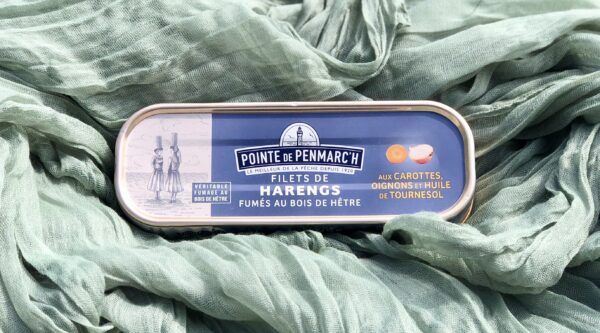 POINTE DE PENMARC'H
LE MEILLEUR DE LA PÊCHE DEPUIS 1920
FILETS DE
HARENGS
FUMÉS AU BOIS DE HÊTRE
VÉRITABLE
FUMAGE AU
BOIS DE HÊTRE
AUX CAROTTES,
OIGNONS ET HUILE
DE TOURNESOL